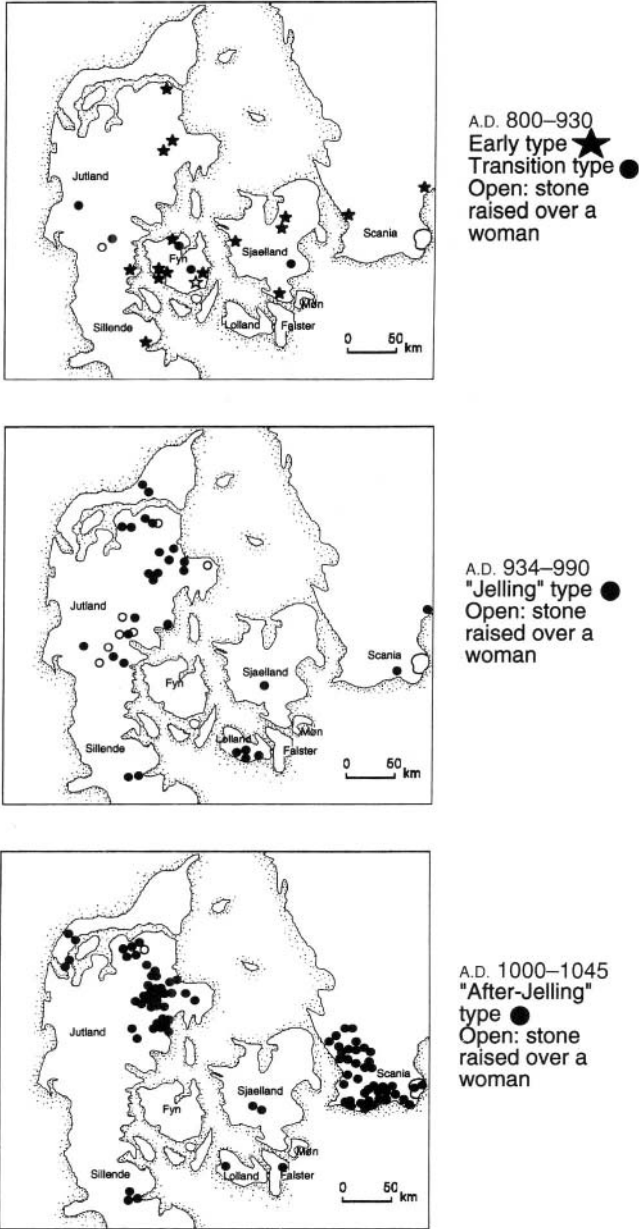 A.D. 800–930
Early type
Transition type
Open: stone
raised over a
woman
Jutland
Fyn
Sjaelland
Scania
Sillende
Lolland
Falster
Møn
0 50
km
A.D. 934–990
"Jelling" type
Open: stone
raised over a
woman
Jutland
Fyn
Sjaelland
Scania
Sillende
Lolland
Falster
Møn
0 50
km
A.D. 1000–1045
"After-Jelling"
type
Open: stone
raised over a
woman
Jutland
Fyn
Sjaelland
Scania
Sillende
Lolland
Falster
Møn
0 50
km